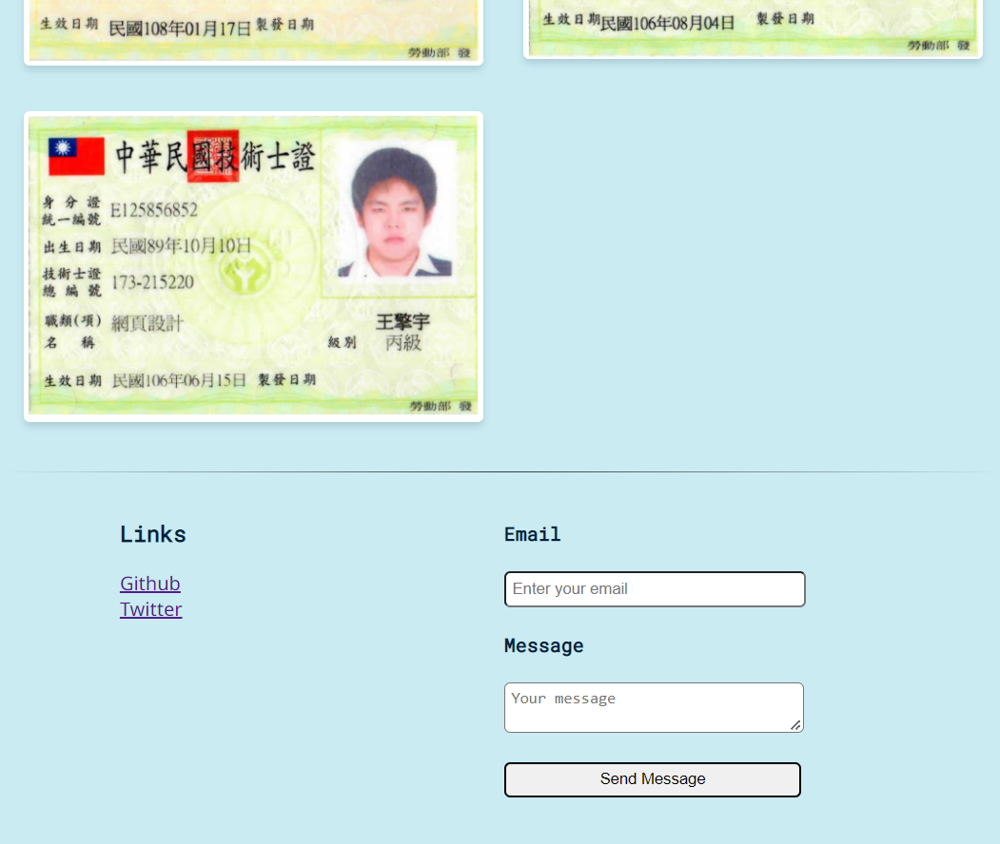 生效日期 民國108年01月17日 製發日期
勞動部 發
生效日期 民國106年08月04日 製發日期
勞動部 發
中華民國技術士證
身分證
統一編號 E125856852
出生日期 民國89年10月10日
技術士證
總編號 173-215220
職類(項)
名稱 網頁設計
王擎宇
級別 丙級
生效日期 民國106年06月15日 製發日期
勞動部 發
Links
Github
Twitter
Email
Enter your email
Message
Your message
Send Message